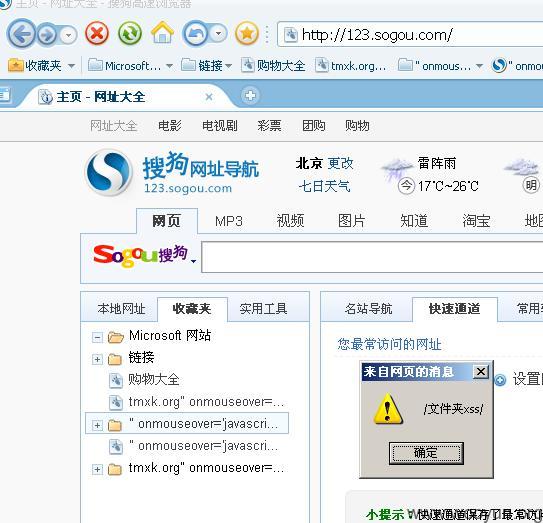 主页 - 网址大全 - 搜狗高速浏览器
http://123.sogou.com/
收藏夹 Microsoft... 链接 购物大全 tmxk.org... " onmous... " onmou
主页 - 网址大全
网址大全 电影 电视剧 彩票 团购 购物
搜狗网址导航
123.sogou.com
北京 更改
七日天气
雷阵雨
今 17℃~26℃
明
网页 MP3 视频 图片 知道 淘宝
Sogou搜狗
本地网址 收藏夹 实用工具
名站导航 快速通道 常用
Microsoft 网站
链接
购物大全
tmxk.org" onmouseover=...
" onmouseover='javascri...
" onmouseover='javascri...
tmxk.org" onmouseover=...
您最常访问的网址
来自网页的消息
/文件夹xss/
确定
设置
小提示：快速通道保存了最常访